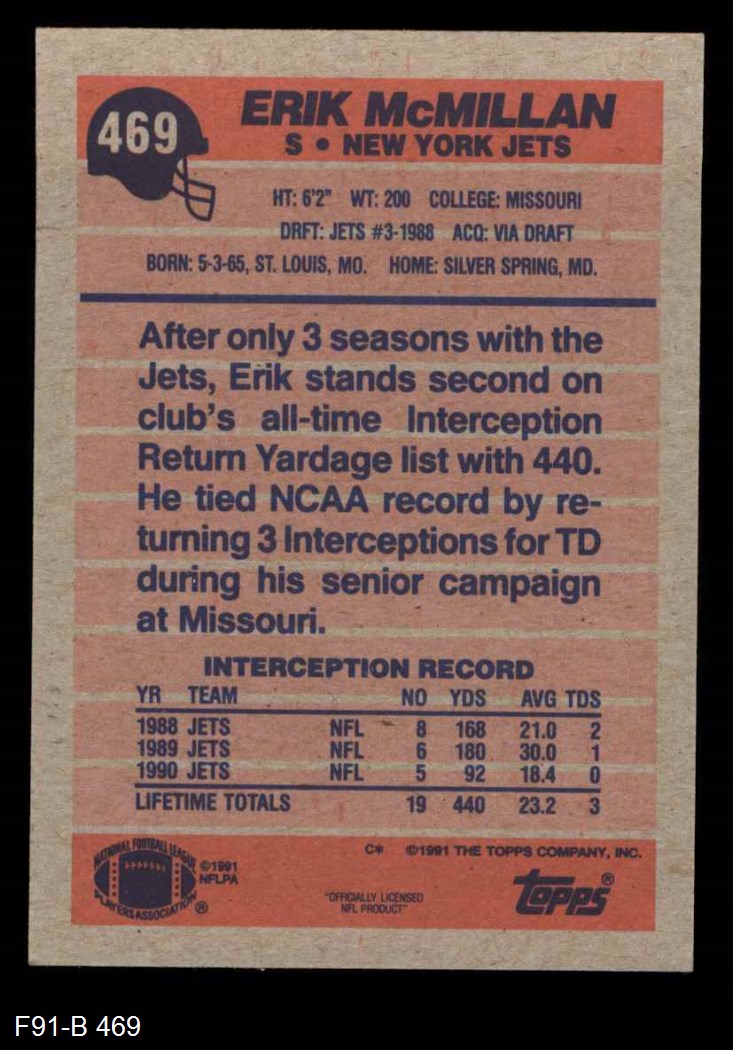 469
ERIK McMILLAN
S • NEW YORK JETS
HT: 6'2" WT: 200 COLLEGE: MISSOURI
DRFT: JETS #3-1988 ACQ: VIA DRAFT
BORN: 5-3-65, ST. LOUIS, MO. HOME: SILVER SPRING, MD.
After only 3 seasons with the
Jets, Erik stands second on
club's all-time Interception
Return Yardage list with 440.
He tied NCAA record by re-
turning 3 Interceptions for TD
during his senior campaign
at Missouri.
INTERCEPTION RECORD
YR TEAM NO YDS AVG TDS
1988 JETS NFL 8 168 21.0 2
1989 JETS NFL 6 180 30.0 1
1990 JETS NFL 5 92 18.4 0
LIFETIME TOTALS 19 440 23.2 3
NATIONAL FOOTBALL LEAGUE
PLAYERS ASSOCIATION ®
©1991
NFLPA
C* ©1991 THE TOPPS COMPANY, INC.
"OFFICIALLY LICENSED
NFL PRODUCT"
topps®
F91-B 469